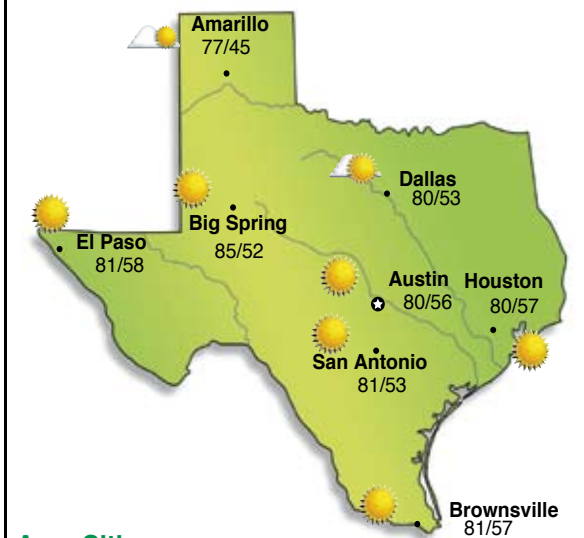 Amarillo
77/45
Dallas
80/53
Big Spring
85/52
El Paso
81/58
Austin
80/56
Houston
80/57
San Antonio
81/53
Brownsville
81/57